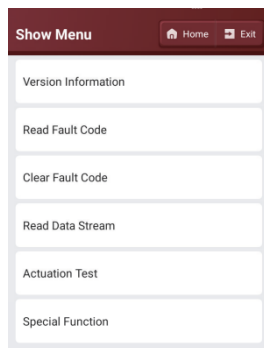 Show Menu
Home
Exit
Version Information
Read Fault Code
Clear Fault Code
Read Data Stream
Actuation Test
Special Function